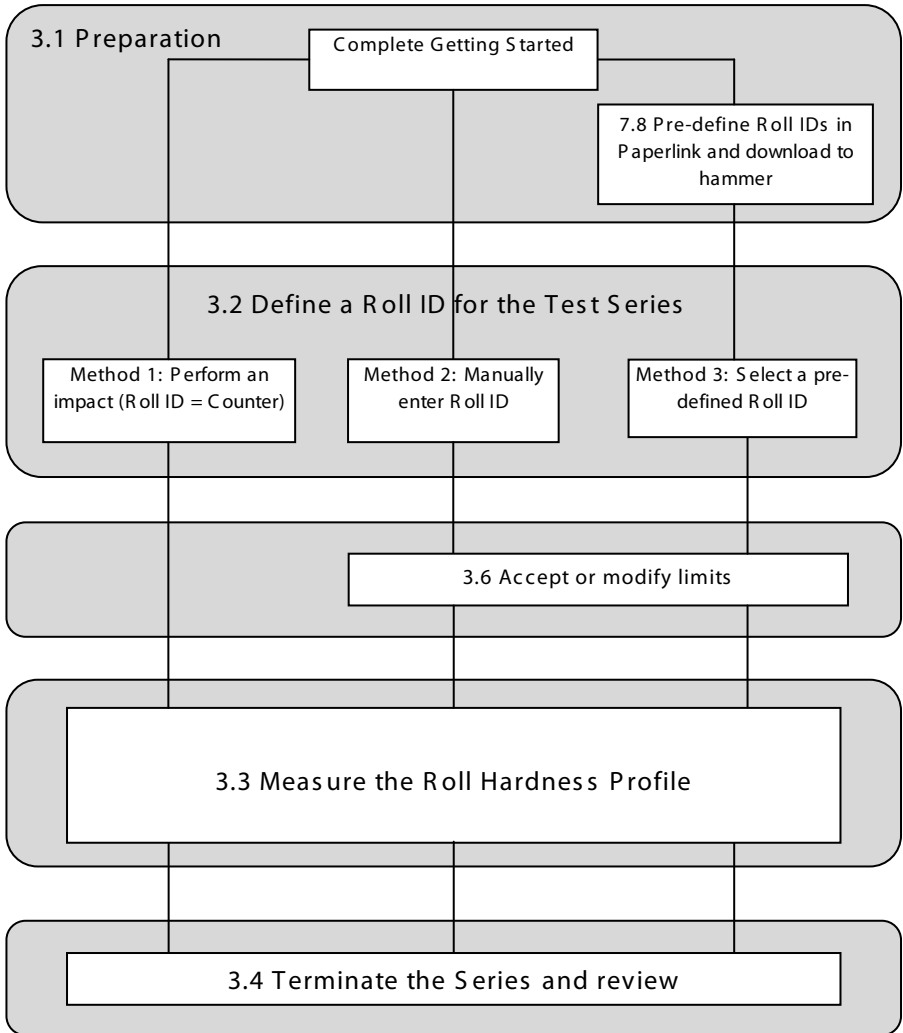 3.1 Preparation
Complete Getting Started
7.8 Pre-define Roll IDs in
Paperlink and download to
hammer
3.2 Define a Roll ID for the Test Series
Method 1: Perform an
impact (Roll ID = Counter)
Method 2: Manually
enter Roll ID
Method 3: Select a pre-
defined Roll ID
3.6 Accept or modify limits
3.3 Measure the Roll Hardness Profile
3.4 Terminate the Series and review